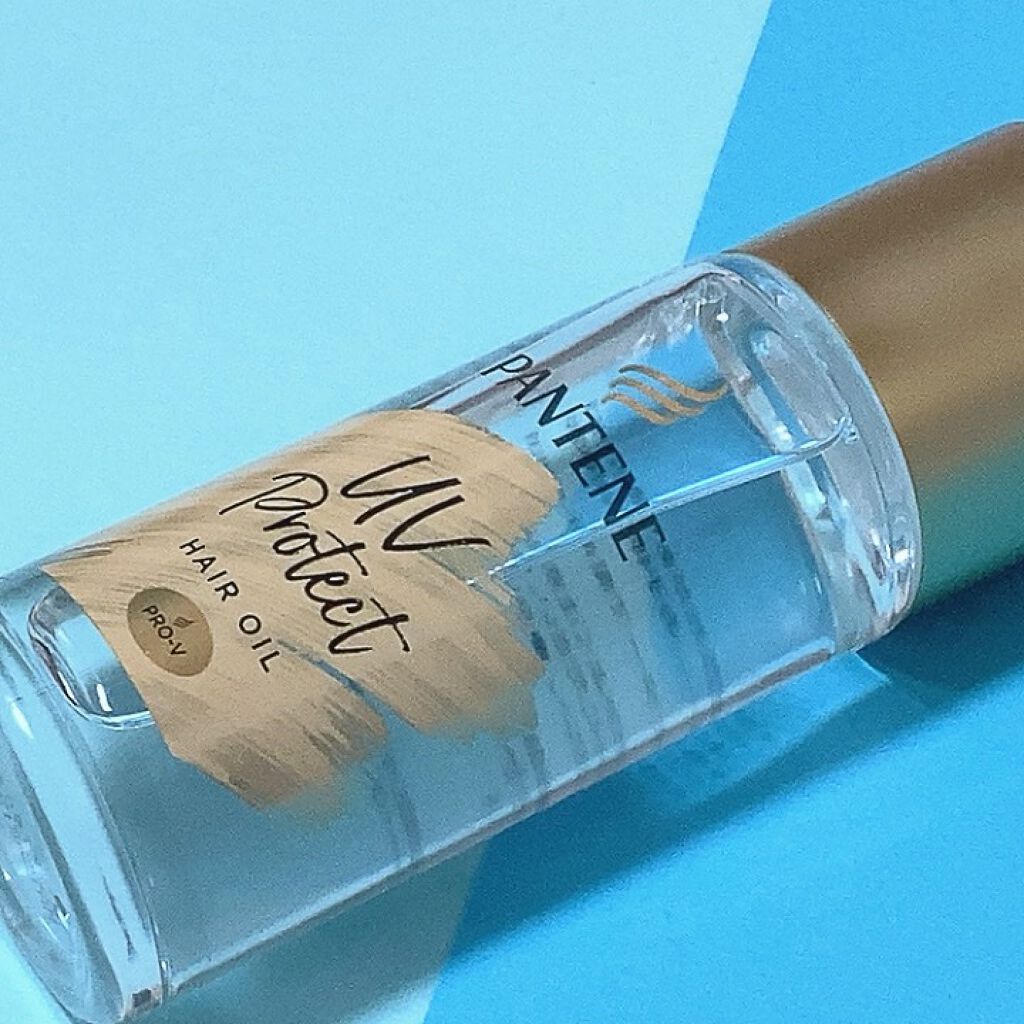 PANTENE
UV
Protect
HAIR OIL
PRO-V